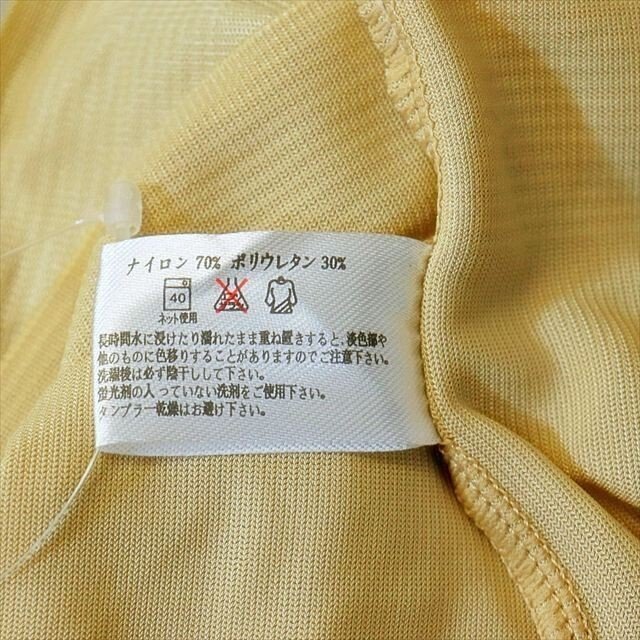 ナイロン 70% ポリウレタン 30%
40
ネット使用
長時間水に浸けたり濡れたまま重ね置きすると、淡色部や
他のものに色移りすることがありますのでご注意下さい。
洗濯後は必ず陰干しして下さい。
蛍光剤の入っていない洗剤をご使用下さい。
タンブラー乾燥はお避け下さい。